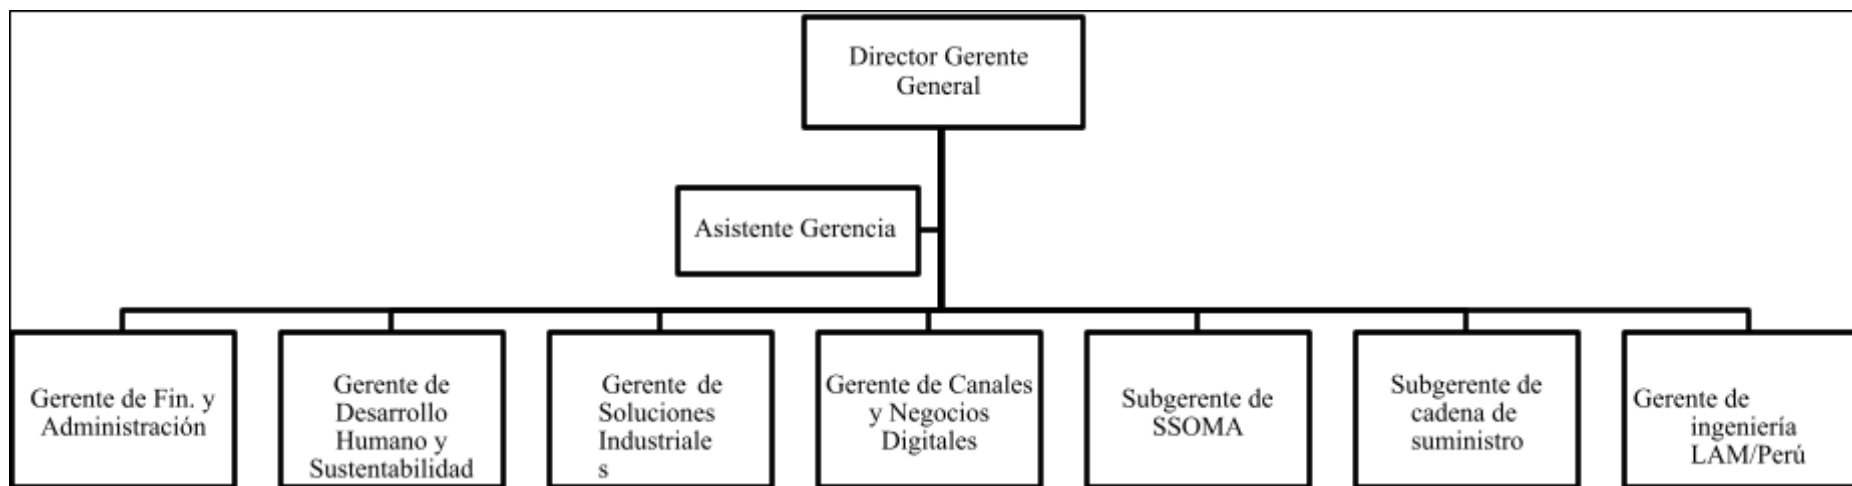 Director Gerente
General
Asistente Gerencia
Gerente de Fin. y
Administración
Gerente de
Desarrollo
Humano y
Sustentabilidad
Gerente de
Soluciones
Industriale
s
Gerente de Canales
y Negocios
Digitales
Subgerente de
SSOMA
Subgerente de
cadena de
suministro
Gerente de
ingeniería
LAM/Perú